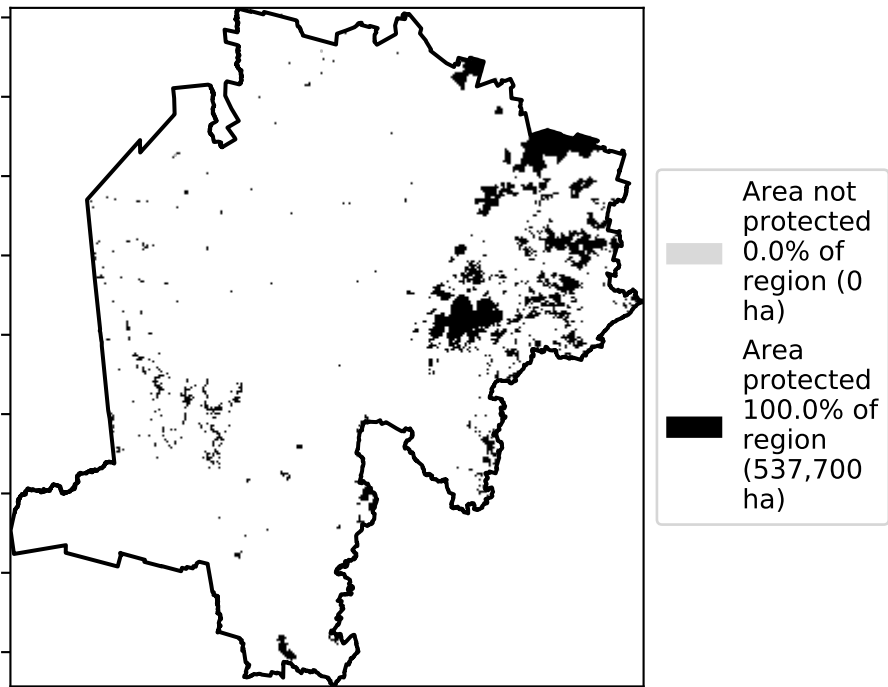 Area not
protected
0.0% of
region (0
ha)
Area
protected
100.0% of
region
(537,700
ha)